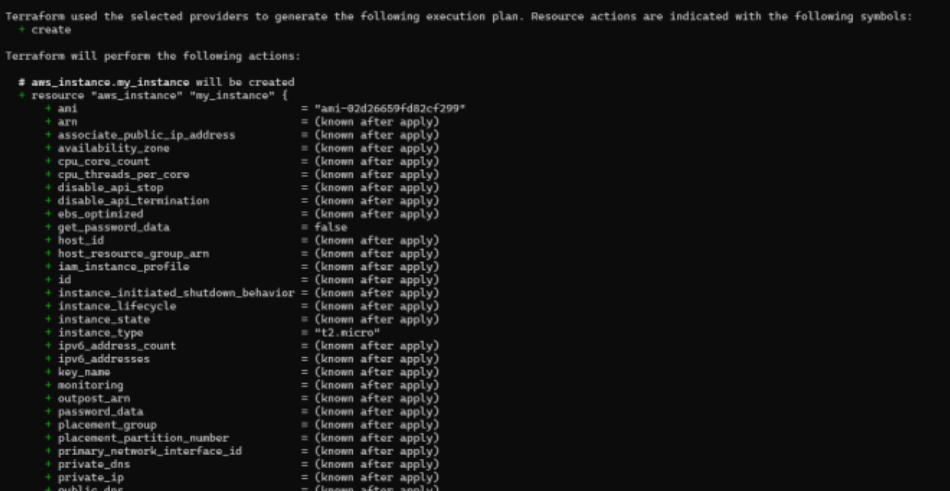 Terraform used the selected providers to generate the following execution plan. Resource actions are indicated with the following symbols:
+ create
Terraform will perform the following actions:
# aws_instance.my_instance will be created
+ resource "aws_instance" "my_instance" {
+ ami = "ami-02d26659fd82cf299"
+ arn = (known after apply)
+ associate_public_ip_address = (known after apply)
+ availability_zone = (known after apply)
+ cpu_core_count = (known after apply)
+ cpu_threads_per_core = (known after apply)
+ disable_api_stop = (known after apply)
+ disable_api_termination = (known after apply)
+ ebs_optimized = (known after apply)
+ get_password_data = false
+ host_id = (known after apply)
+ host_resource_group_arn = (known after apply)
+ iam_instance_profile = (known after apply)
+ id = (known after apply)
+ instance_initiated_shutdown_behavior = (known after apply)
+ instance_lifecycle = (known after apply)
+ instance_state = (known after apply)
+ instance_type = "t2.micro"
+ ipv6_address_count = (known after apply)
+ ipv6_addresses = (known after apply)
+ key_name = (known after apply)
+ monitoring = (known after apply)
+ outpost_arn = (known after apply)
+ password_data = (known after apply)
+ placement_group = (known after apply)
+ placement_partition_number = (known after apply)
+ primary_network_interface_id = (known after apply)
+ private_dns = (known after apply)
+ private_ip = (known after apply)